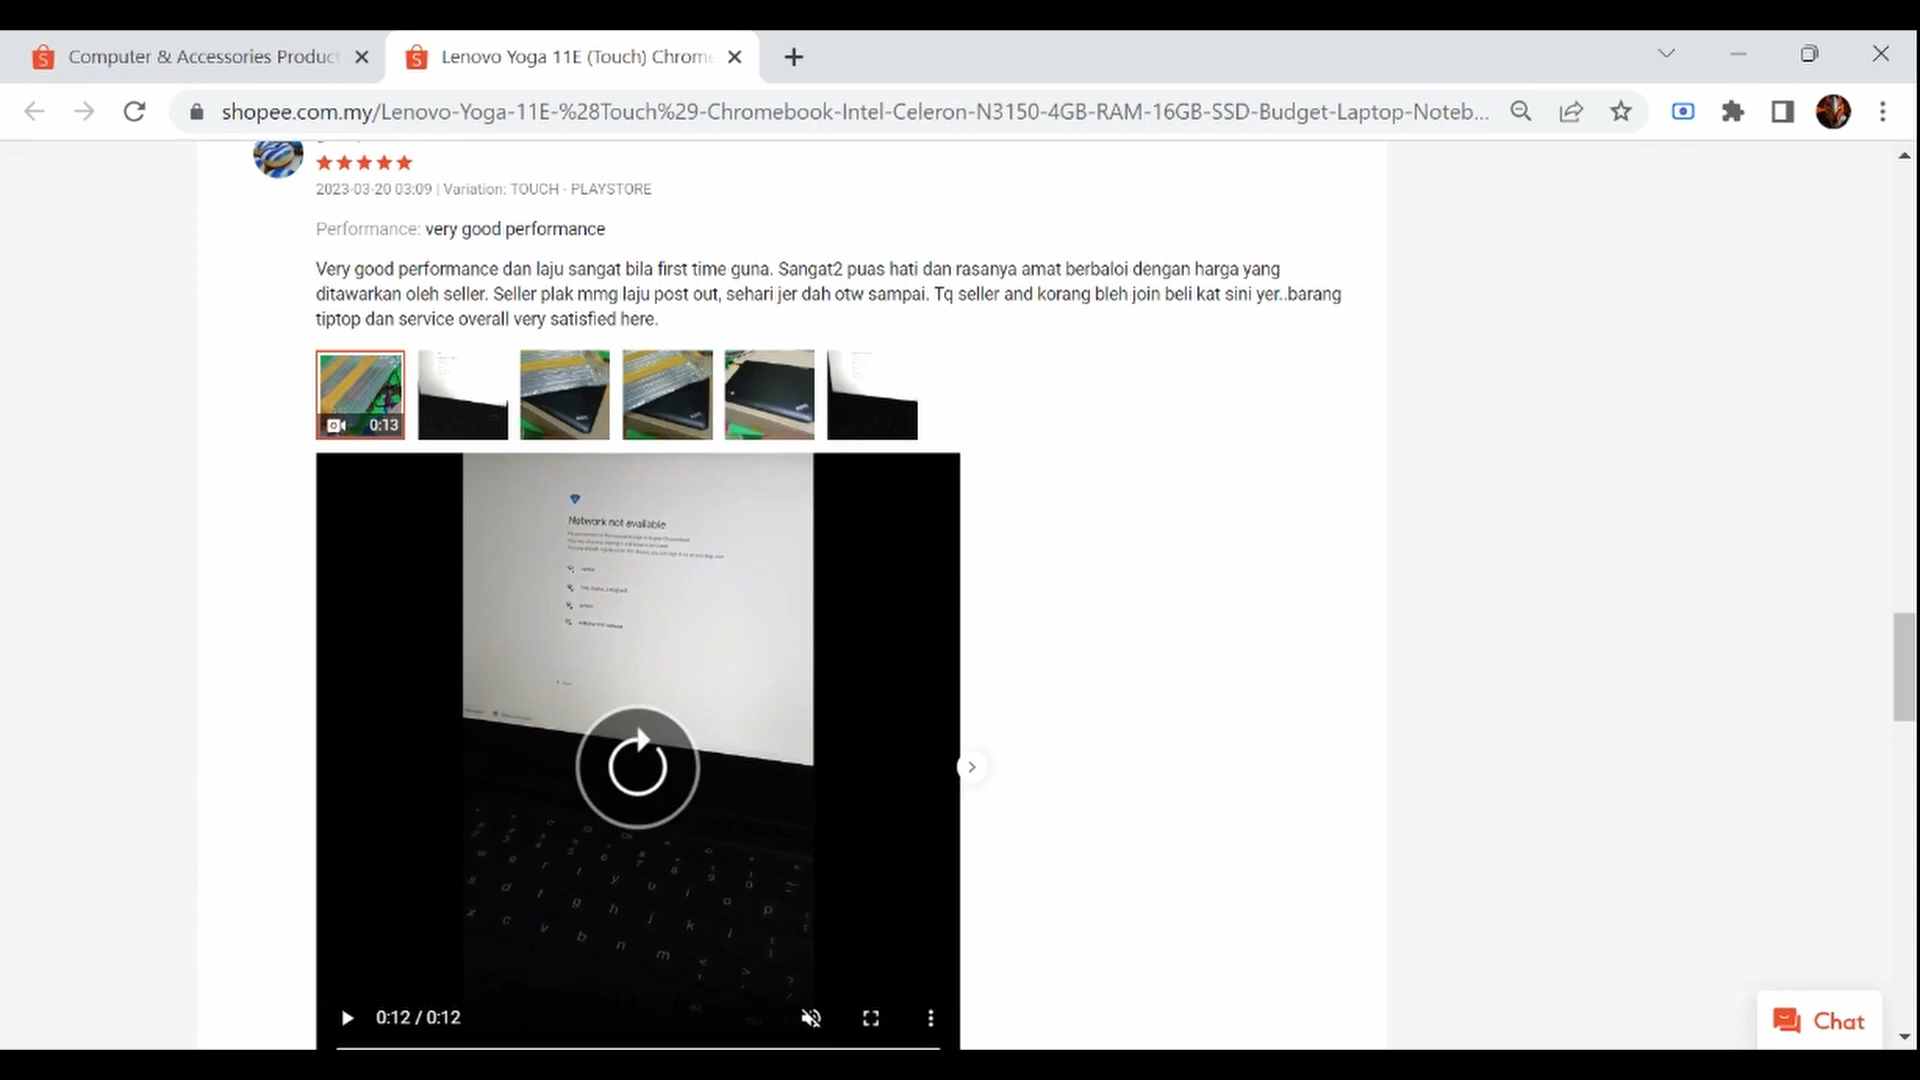 Computer & Accessories Produc
Lenovo Yoga 11E (Touch) Chrom
shopee.com.my/Lenovo-Yoga-11E-%28Touch%29-Chromebook-Intel-Celeron-N3150-4GB-RAM-16GB-SSD-Budget-Laptop-Noteb...
2023-03-20 03:09 | Variation: TOUCH - PLAYSTORE
Performance: very good performance
Very good performance dan laju sangat bila first time guna. Sangat2 puas hati dan rasanya amat berbaloi dengan harga yang
ditawarkan oleh seller. Seller plak mmg laju post out, sehari jer dah otw sampai. Tq seller and korang bleh join beli kat sini yer..barang
tiptop dan service overall very satisfied here.
0:13
Network not available
0:12 / 0:12
Chat